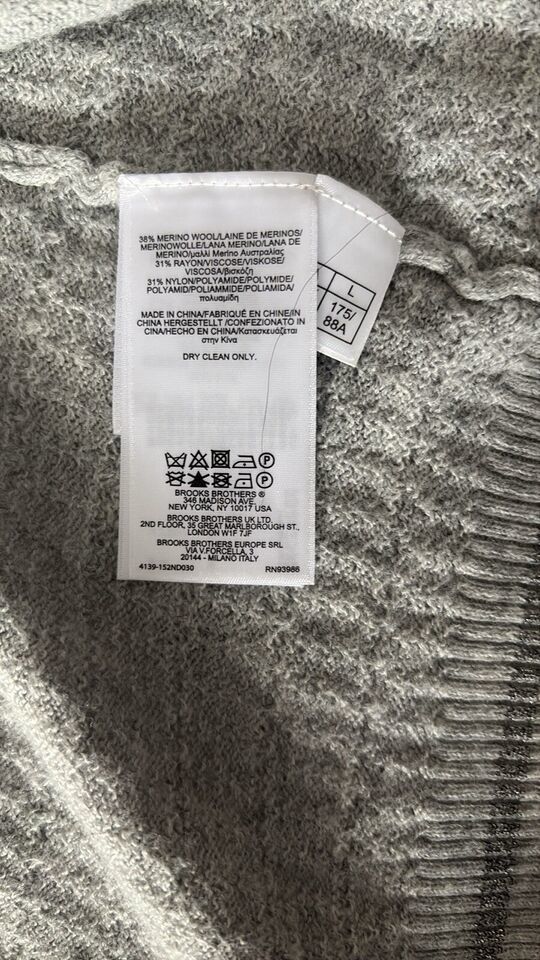 38% MERINO WOOL/LAINE DE MERINOS/
MERINOWOLLE/LANA MERINO/LANA DE
MERINO/μαλλί Merino Αυστραλίας
31% RAYON/VISCOSE/VISKOSE/
VISCOSA/βισκόζη
31% NYLON/POLYAMIDE/POLYMIDE/
POLYAMID/POLIAMMIDE/POLIAMIDA/
πολυαμίδη
MADE IN CHINA/FABRIQUÉ EN CHINE/IN
CHINA HERGESTELLT /CONFEZIONATO IN
CINA/HECHO EN CHINA/Κατασκευάζεται
στην Κίνα
DRY CLEAN ONLY.
P
P
BROOKS BROTHERS ®
346 MADISON AVE.
NEW YORK, NY 10017 USA
BROOKS BROTHERS UK LTD.
2ND FLOOR, 35 GREAT MARLBOROUGH ST.,
LONDON W1F 7JF
BROOKS BROTHERS EUROPE SRL
VIA V.FORCELLA, 3
20144 - MILANO ITALY
4139-152ND030 RN93986
L
175/
88A